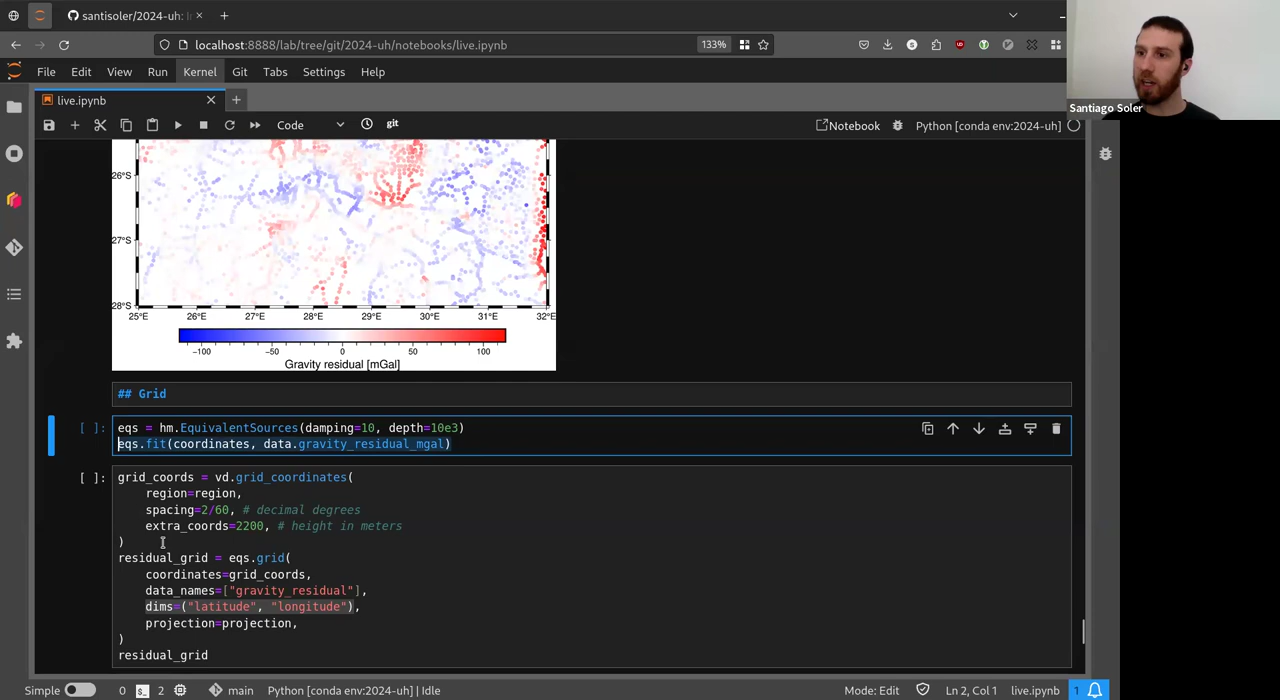 santisoler/2024-uh: I
localhost:8888/lab/tree/git/2024-uh/notebooks/live.ipynb
133%
Santiago Soler
File Edit View Run Kernel Git Tabs Settings Help
live.ipynb
Code
git
Notebook
Python [conda env:2024-uh]
26°S
27°S
28°S
25°E 26°E 27°E 28°E 29°E 30°E 31°E 32°E
−100 −50 0 50 100
Gravity residual [mGal]
## Grid
[ ]: eqs = hm.EquivalentSources(damping=10, depth=10e3)
eqs.fit(coordinates, data.gravity_residual_mgal)
[ ]: grid_coords = vd.grid_coordinates(
region=region,
spacing=2/60, # decimal degrees
extra_coords=2200, # height in meters
)
residual_grid = eqs.grid(
coordinates=grid_coords,
data_names=["gravity_residual"],
dims=("latitude", "longitude"),
projection=projection,
)
residual_grid
Simple 0 $_ 2 main Python [conda env:2024-uh] | Idle Mode: Edit Ln 2, Col 1 live.ipynb 1